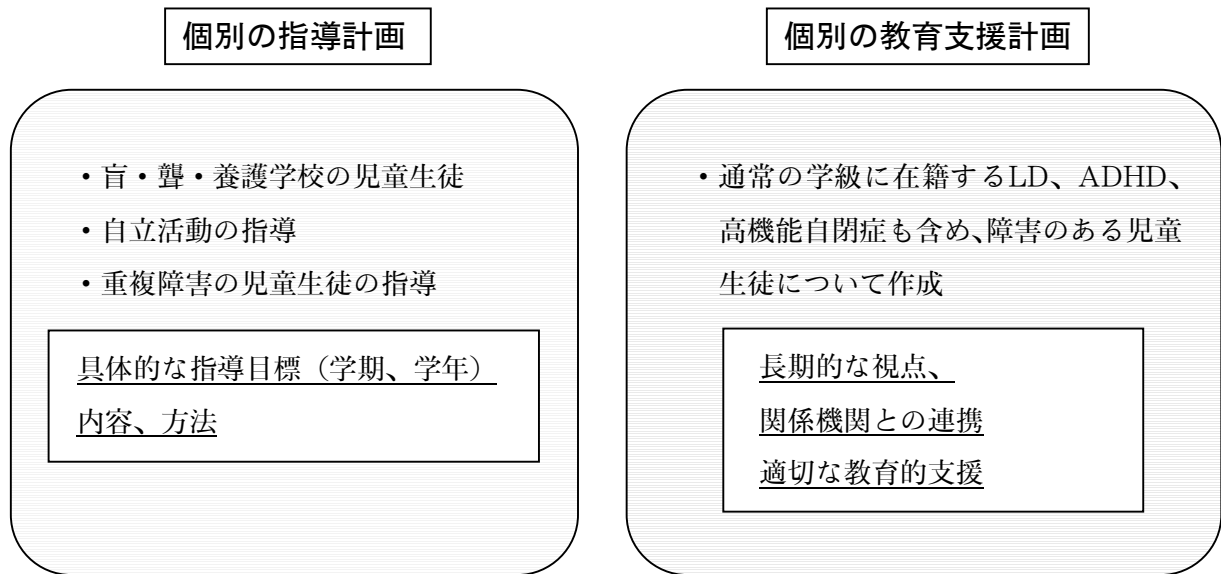 個別の指導計画
・盲・聾・養護学校の児童生徒
・自立活動の指導
・重複障害の児童生徒の指導
具体的な指導目標（学期、学年）
内容、方法
個別の教育支援計画
・通常の学級に在籍するLD、ADHD、
高機能自閉症も含め、障害のある児童
生徒について作成
長期的な視点、
関係機関との連携
適切な教育的支援